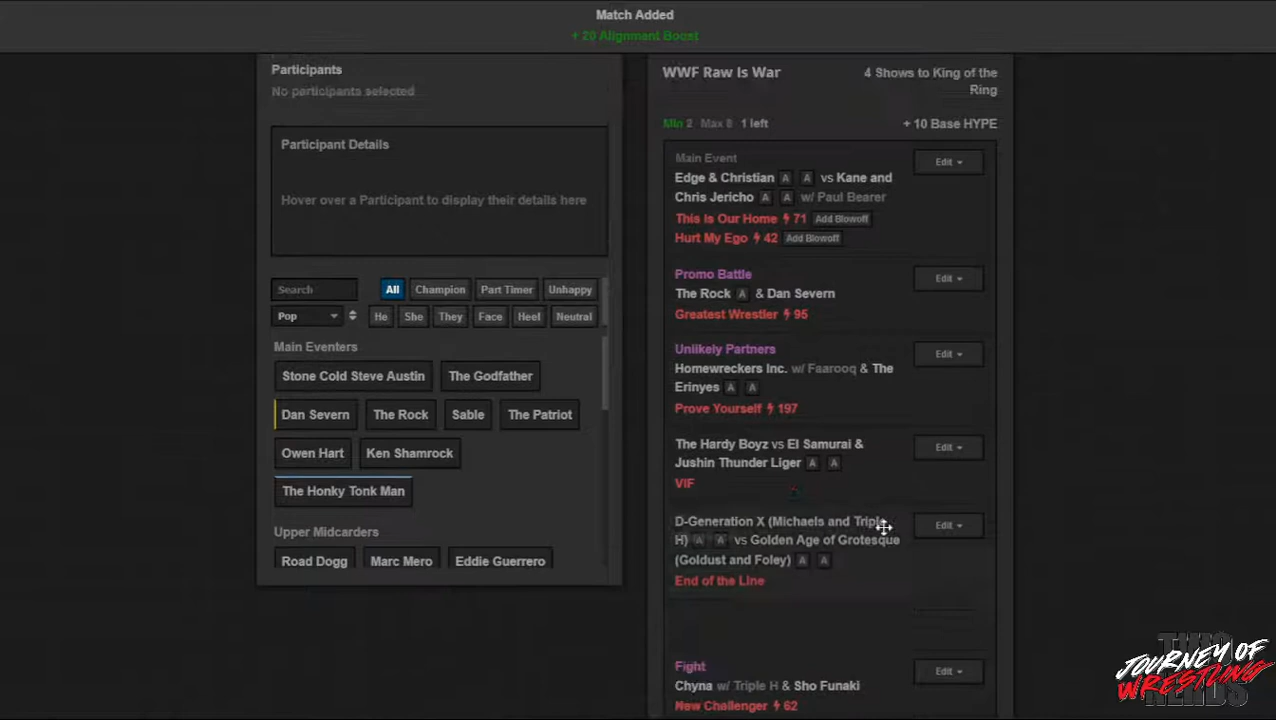 Match Added
+ 20 Alignment Boost
Participants
No participants selected
Participant Details
Hover over a Participant to display their details here
Search
All
Champion
Part Timer
Unhappy
Pop
He
She
They
Face
Heel
Neutral
Main Eventers
Stone Cold Steve Austin
The Godfather
Dan Severn
The Rock
Sable
The Patriot
Owen Hart
Ken Shamrock
The Honky Tonk Man
Upper Midcarders
Road Dogg
Marc Mero
Eddie Guerrero
WWF Raw Is War
4 Shows to King of the
Ring
Min 2 Max 8 1 left
+ 10 Base HYPE
Main Event
Edit
Edge & Christian A A vs Kane and
Chris Jericho A A w/ Paul Bearer
This Is Our Home 71 Add Blowoff
Hurt My Ego 42 Add Blowoff
Promo Battle
Edit
The Rock A & Dan Severn
Greatest Wrestler 95
Unlikely Partners
Edit
Homewreckers Inc. w/ Faarooq & The
Erinyes A A
Prove Yourself 197
The Hardy Boyz vs El Samurai &
Edit
Jushin Thunder Liger A A
VIF
D-Generation X (Michaels and Triple
Edit
H) A A vs Golden Age of Grotesque
(Goldust and Foley) A A
End of the Line
Fight
Edit
Chyna w/ Triple H & Sho Funaki
New Challenger 62
JOURNEY OF
WRESTLING